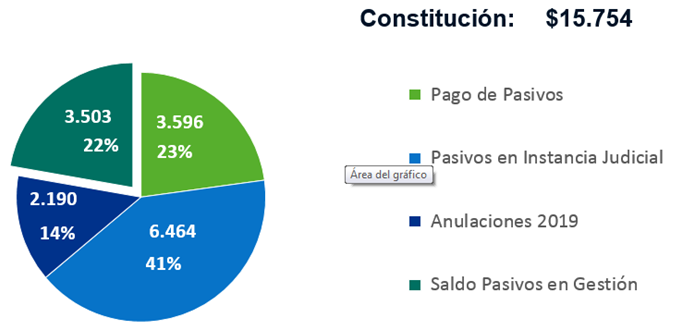 Constitución: $15.754
3.503
22%
3.596
23%
2.190
14%
6.464
41%
Pago de Pasivos
Pasivos en Instancia Judicial
Área del gráfico
Anulaciones 2019
Saldo Pasivos en Gestión